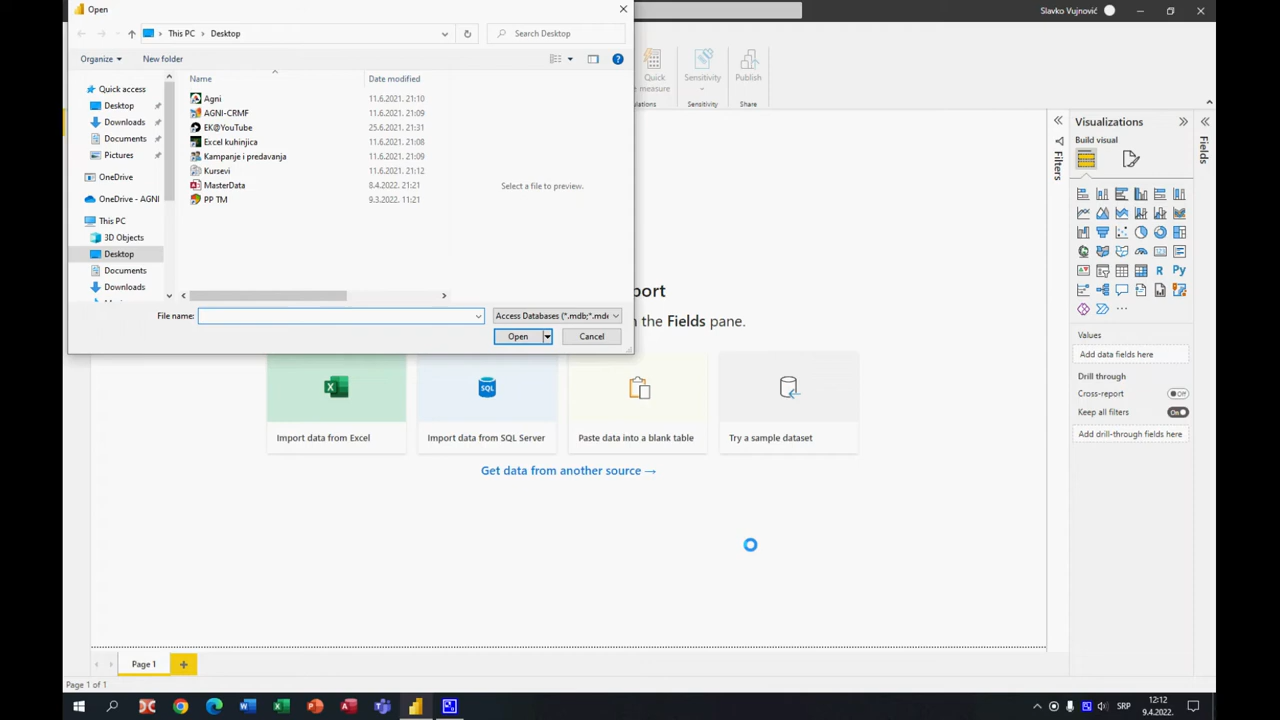 Open
Slavko Vujnović
This PC
Desktop
Search Desktop
Organize
New folder
Name
Date modified
Quick access
Desktop
Downloads
Documents
Pictures
OneDrive
OneDrive - AGNI
This PC
3D Objects
Desktop
Documents
Downloads
Agni 11.6.2021. 21:10
AGNI-CRMF 11.6.2021. 21:09
EK@YouTube 25.6.2021. 21:31
Excel kuhinjica 11.6.2021. 21:08
Kampanje i predavanja 11.6.2021. 21:09
Kursevi 11.6.2021. 21:12
MasterData 8.4.2022. 21:21
PP TM 9.3.2022. 11:21
Select a file to preview.
File name:
Access Databases (*.mdb;*.mde
Open
Cancel
Quick
measure
Sensitivity
Publish
Sensitivity
Share
Filters
Visualizations
Build visual
Fields
R
Py
123
Values
Add data fields here
Drill through
Cross-report
Off
Keep all filters
On
Add drill-through fields here
the Fields pane.
SQL
Import data from Excel
Import data from SQL Server
Paste data into a blank table
Try a sample dataset
Get data from another source →
Page 1
Page 1 of 1
SRP
12:12
9.4.2022.